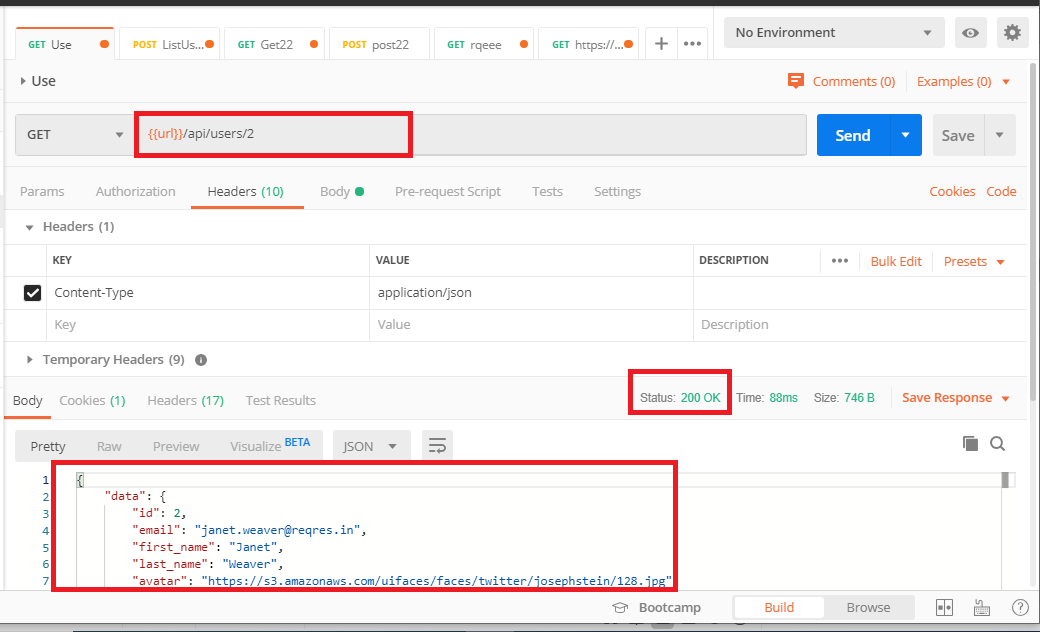 GET Use POST ListUs... GET Get22 POST post22 GET rqeee GET https://... + ••• No Environment
Use Comments (0) Examples (0)
GET {{url}}/api/users/2 Send Save
Params Authorization Headers (10) Body Pre-request Script Tests Settings Cookies Code
Headers (1)
KEY VALUE DESCRIPTION ••• Bulk Edit Presets
Content-Type application/json
Key Value Description
Temporary Headers (9) i
Body Cookies (1) Headers (17) Test Results Status: 200 OK Time: 88ms Size: 746 B Save Response
Pretty Raw Preview Visualize BETA JSON
1 {
2 "data": {
3 "id": 2,
4 "email": "janet.weaver@reqres.in",
5 "first_name": "Janet",
6 "last_name": "Weaver",
7 "avatar": "https://s3.amazonaws.com/uifaces/faces/twitter/josephstein/128.jpg"
Bootcamp Build Browse ?